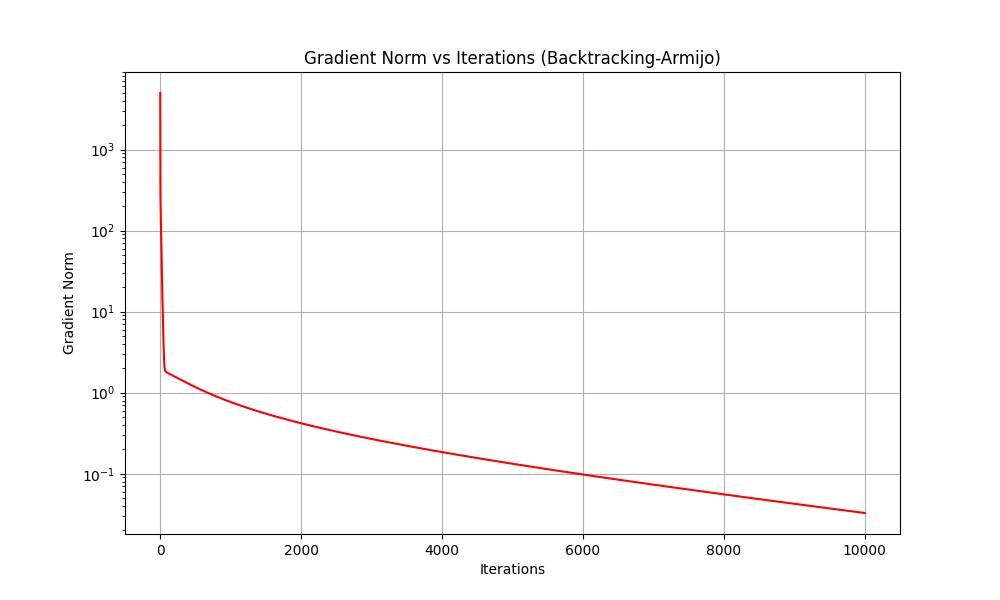 Gradient Norm vs Iterations (Backtracking-Armijo)
Gradient Norm
10³
10²
10¹
10⁰
10⁻¹
0 2000 4000 6000 8000 10000
Iterations